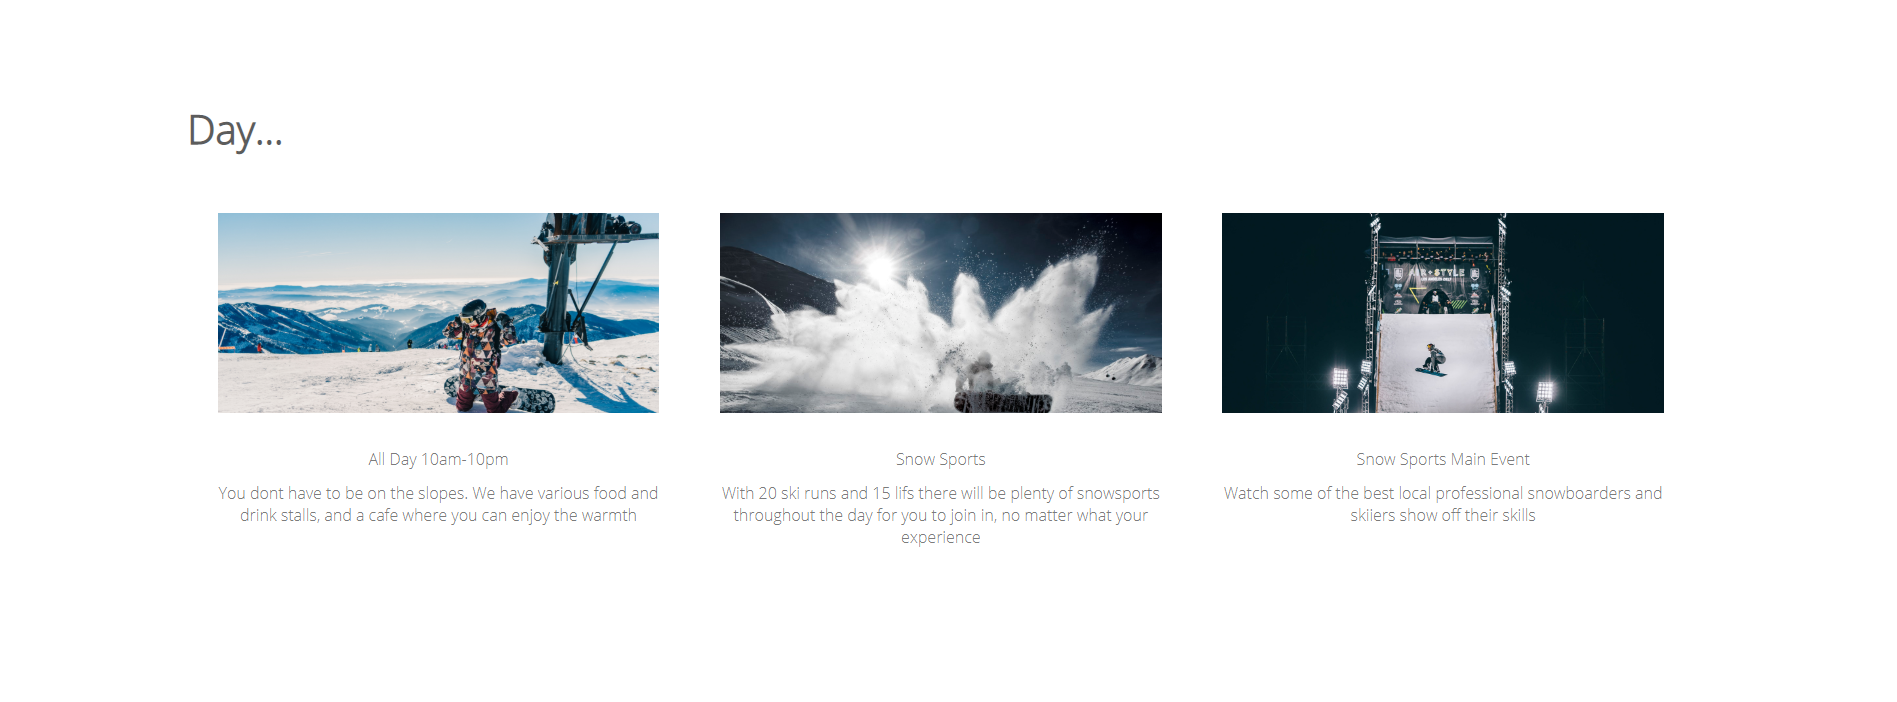 Day...
AIR+STYLE
All Day 10am-10pm
You dont have to be on the slopes. We have various food and
drink stalls, and a cafe where you can enjoy the warmth
Snow Sports
With 20 ski runs and 15 lifs there will be plenty of snowsports
throughout the day for you to join in, no matter what your
experience
Snow Sports Main Event
Watch some of the best local professional snowboarders and
skiiers show off their skills